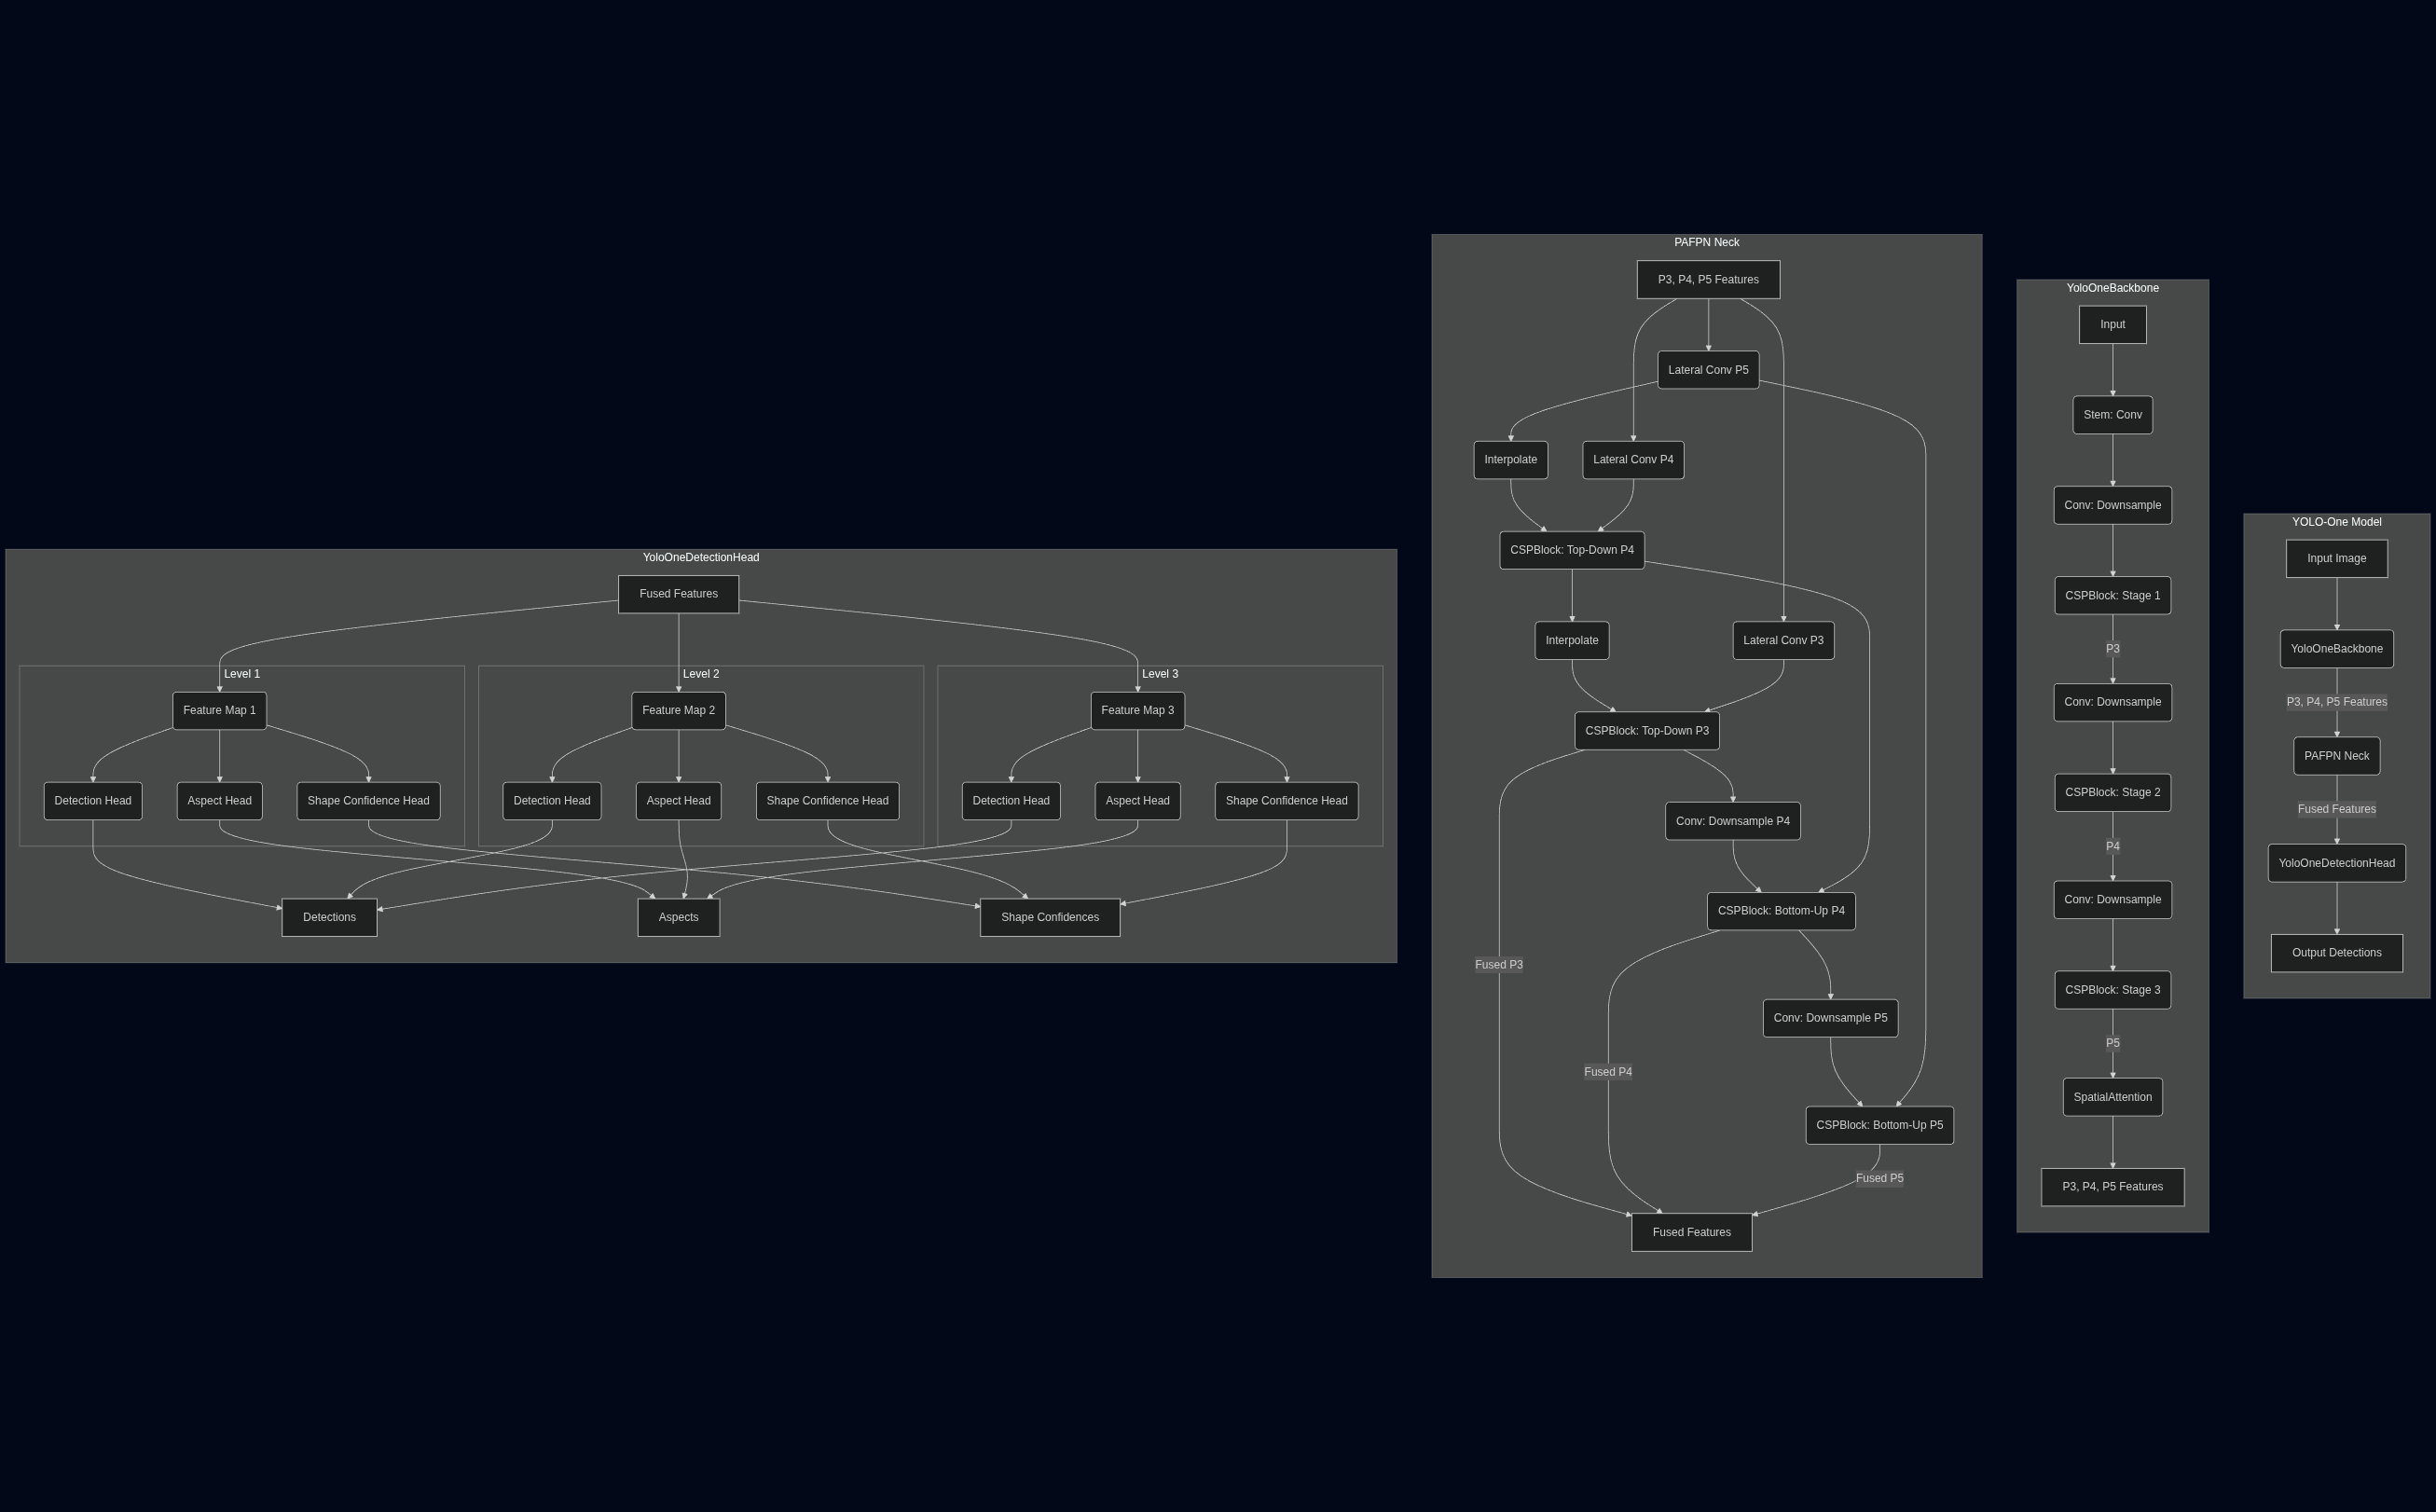 YoloOneDetectionHead
Fused Features
Level 1
Level 2
Level 3
Feature Map 1
Feature Map 2
Feature Map 3
Detection Head
Aspect Head
Shape Confidence Head
Detection Head
Aspect Head
Shape Confidence Head
Detection Head
Aspect Head
Shape Confidence Head
Detections
Aspects
Shape Confidences
PAFPN Neck
P3, P4, P5 Features
Lateral Conv P5
Interpolate
Lateral Conv P4
CSPBlock: Top-Down P4
Interpolate
Lateral Conv P3
CSPBlock: Top-Down P3
Conv: Downsample P4
CSPBlock: Bottom-Up P4
Fused P3
Conv: Downsample P5
Fused P4
CSPBlock: Bottom-Up P5
Fused P5
Fused Features
YoloOneBackbone
Input
Stem: Conv
Conv: Downsample
CSPBlock: Stage 1
P3
Conv: Downsample
CSPBlock: Stage 2
P4
Conv: Downsample
CSPBlock: Stage 3
P5
SpatialAttention
P3, P4, P5 Features
YOLO-One Model
Input Image
YoloOneBackbone
P3, P4, P5 Features
PAFPN Neck
Fused Features
YoloOneDetectionHead
Output Detections